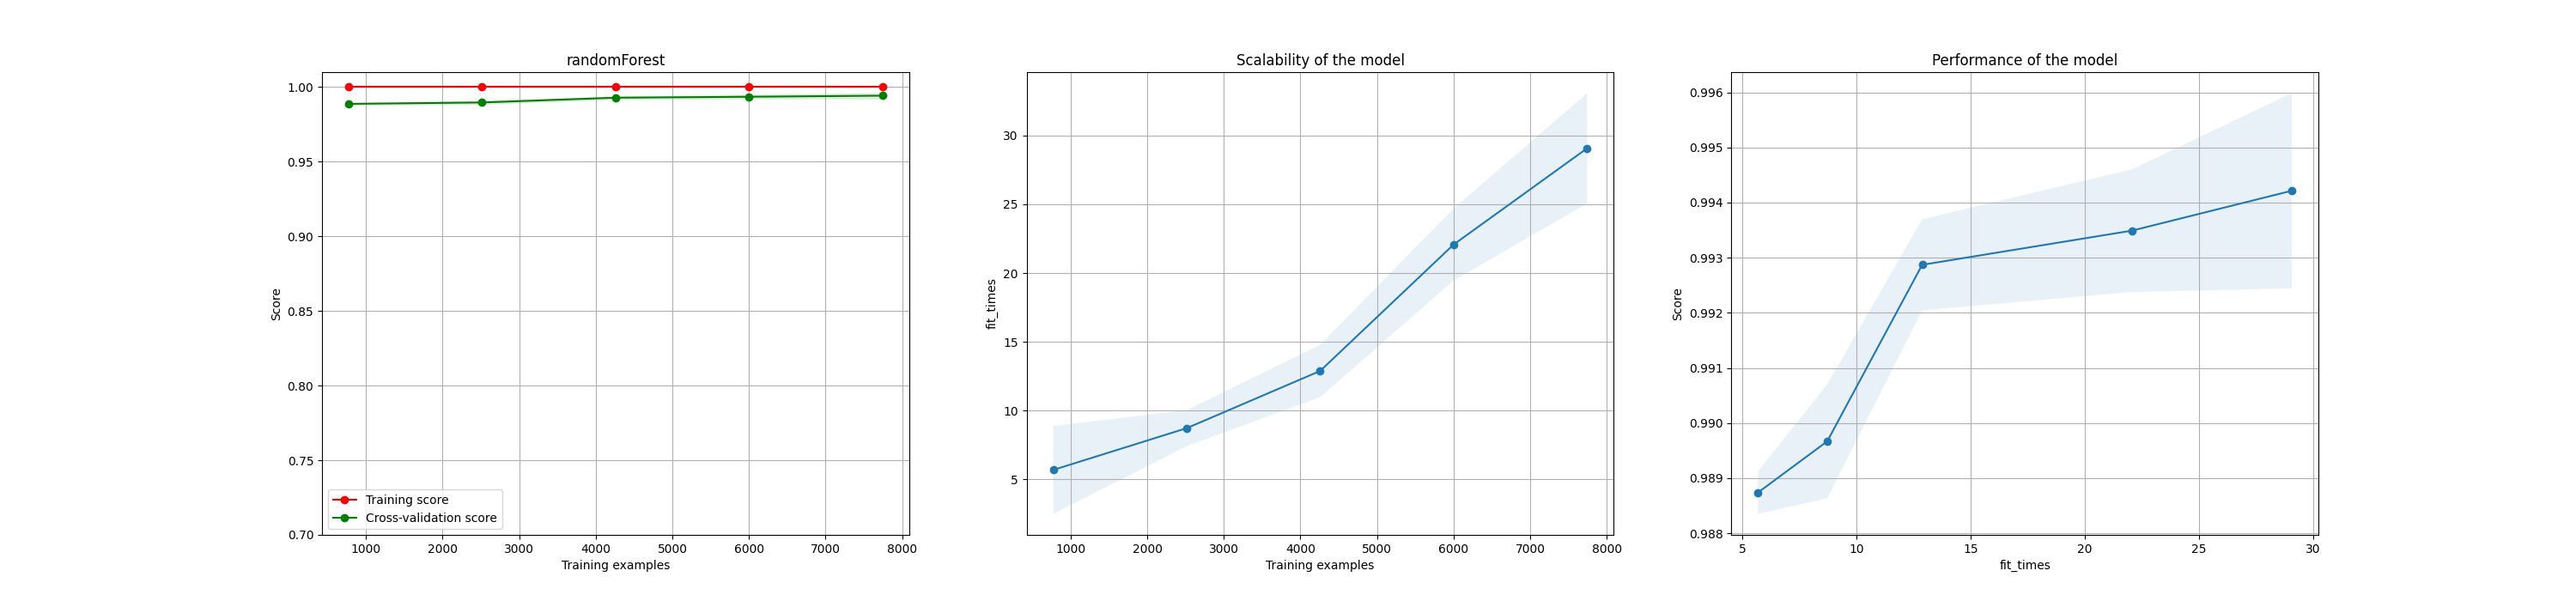 randomForest
1.00
0.95
0.90
0.85
0.80
0.75
0.70
Score
Training score
Cross-validation score
1000 2000 3000 4000 5000 6000 7000 8000
Training examples
Scalability of the model
30
25
20
15
10
5
fit_times
1000 2000 3000 4000 5000 6000 7000 8000
Training examples
Performance of the model
0.996
0.995
0.994
0.993
0.992
0.991
0.990
0.989
0.988
Score
5 10 15 20 25 30
fit_times